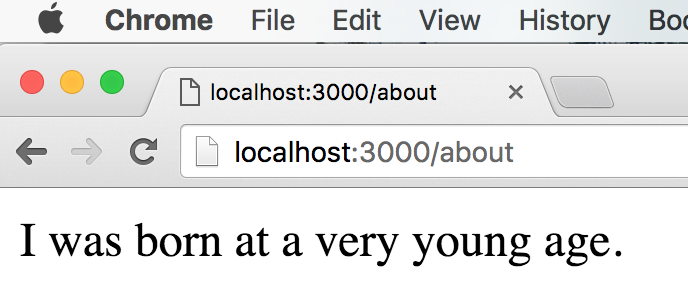 Chrome File Edit View History Boo
localhost:3000/about
localhost:3000/about
I was born at a very young age.